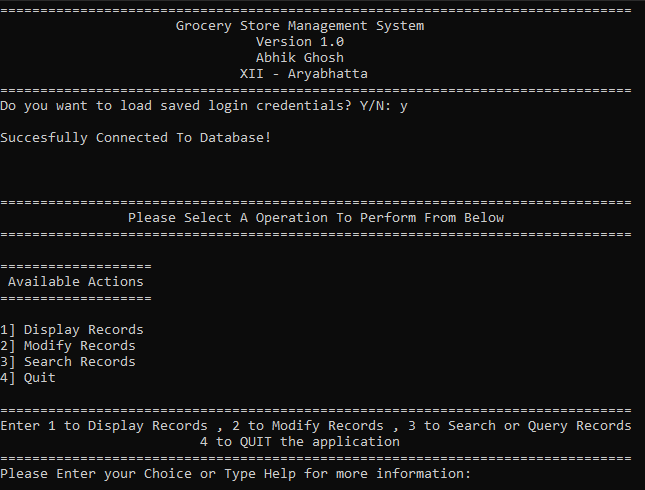 ===============================================================================
Grocery Store Management System
Version 1.0
Abhik Ghosh
XII - Aryabhatta
===============================================================================
Do you want to load saved login credentials? Y/N: y
Succesfully Connected To Database!
===============================================================================
Please Select A Operation To Perform From Below
===============================================================================
===================
Available Actions
===================
1] Display Records
2] Modify Records
3] Search Records
4] Quit
===============================================================================
Enter 1 to Display Records , 2 to Modify Records , 3 to Search or Query Records
4 to QUIT the application
===============================================================================
Please Enter your Choice or Type Help for more information: